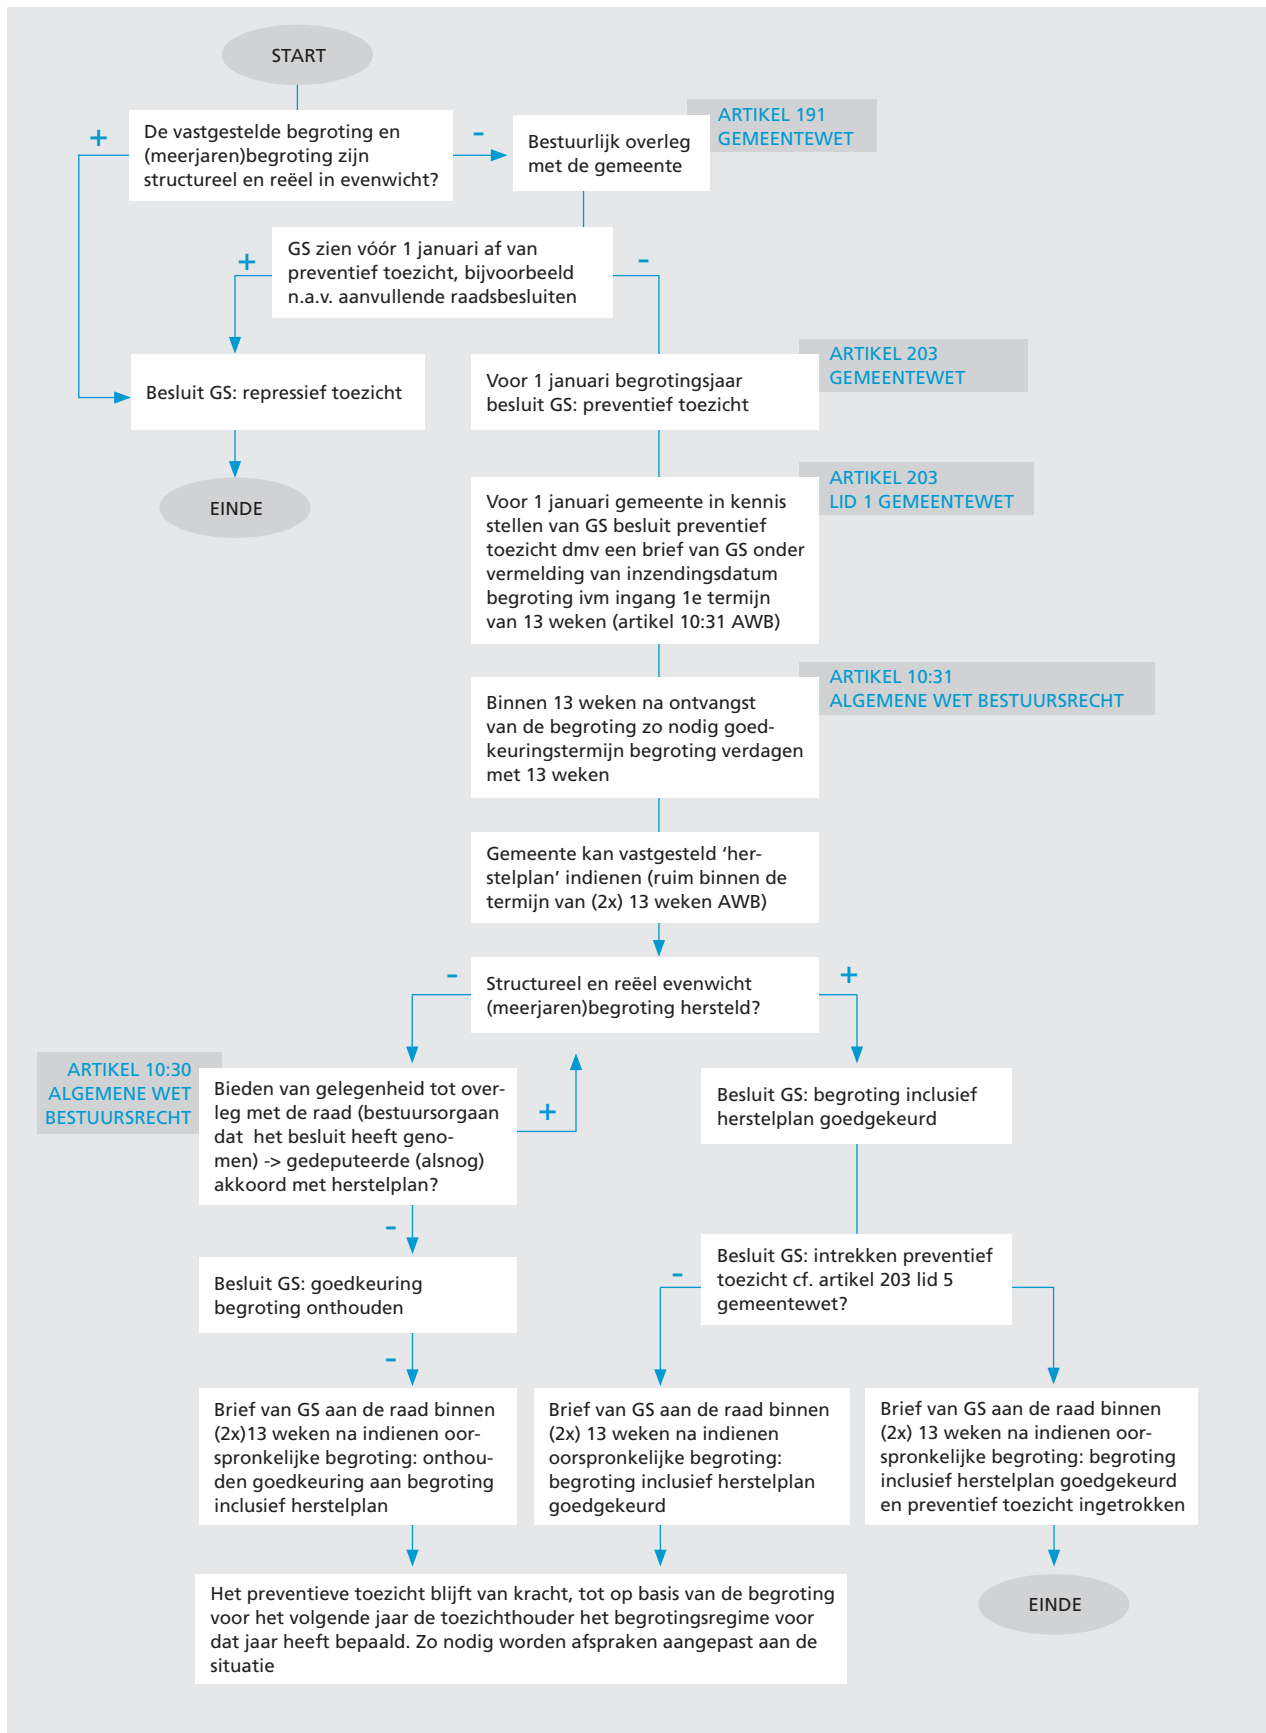 START
+
De vastgestelde begroting en
(meerjaren)begroting zijn
structureel en reëel in evenwicht?
-
Bestuurlijk overleg
met de gemeente
ARTIKEL 191
GEMEENTEWET
+
GS zien vóór 1 januari af van
preventief toezicht, bijvoorbeeld
n.a.v. aanvullende raadsbesluiten
-
Besluit GS: repressief toezicht
EINDE
Voor 1 januari begrotingsjaar
besluit GS: preventief toezicht
ARTIKEL 203
GEMEENTEWET
Voor 1 januari gemeente in kennis
stellen van GS besluit preventief
toezicht dmv een brief van GS onder
vermelding van inzendingsdatum
begroting ivm ingang 1e termijn
van 13 weken (artikel 10:31 AWB)
ARTIKEL 203
LID 1 GEMEENTEWET
Binnen 13 weken na ontvangst
van de begroting zo nodig goed-
keuringstermijn begroting verdagen
met 13 weken
ARTIKEL 10:31
ALGEMENE WET BESTUURSRECHT
Gemeente kan vastgesteld ‘her-
stelplan’ indienen (ruim binnen de
termijn van (2x) 13 weken AWB)
-
Structureel en reëel evenwicht
(meerjaren)begroting hersteld?
+
ARTIKEL 10:30
ALGEMENE WET
BESTUURSRECHT
Bieden van gelegenheid tot over-
leg met de raad (bestuursorgaan
dat het besluit heeft geno-
men) -> gedeputeerde (alsnog)
akkoord met herstelplan?
+
Besluit GS: begroting inclusief
herstelplan goedgekeurd
-
Besluit GS: goedkeuring
begroting onthouden
-
Besluit GS: intrekken preventief
toezicht cf. artikel 203 lid 5
gemeentewet?
-
Brief van GS aan de raad binnen
(2x)13 weken na indienen oor-
spronkelijke begroting: onthou-
den goedkeuring aan begroting
inclusief herstelplan
Brief van GS aan de raad binnen
(2x) 13 weken na indienen
oorspronkelijke begroting:
begroting inclusief herstelplan
goedgekeurd
Brief van GS aan de raad binnen
(2x) 13 weken na indienen oor-
spronkelijke begroting: begroting
inclusief herstelplan goedgekeurd
en preventief toezicht ingetrokken
Het preventieve toezicht blijft van kracht, tot op basis van de begroting
voor het volgende jaar de toezichthouder het begrotingsregime voor
dat jaar heeft bepaald. Zo nodig worden afspraken aangepast aan de
situatie
EINDE